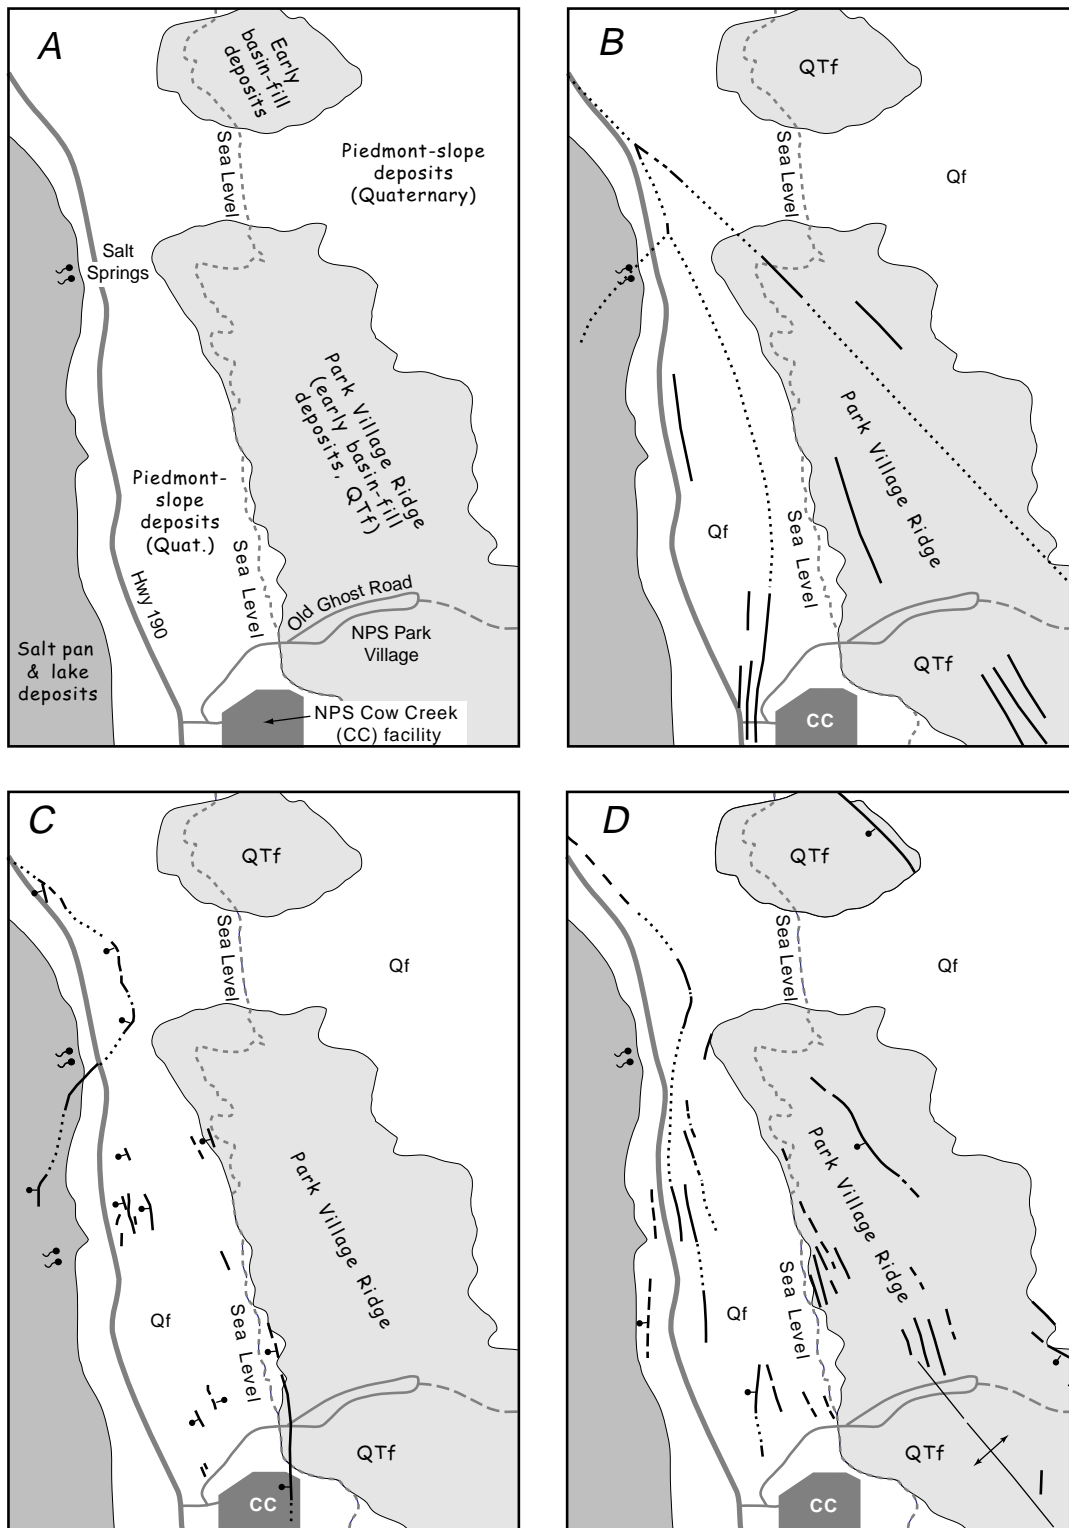 A
Early
basin-fill
deposits
Sea Level
Piedmont-slope
deposits
(Quaternary)
Salt
Springs
Park Village Ridge
(early basin-fill
deposits, QTf)
Piedmont-
slope
deposits
(Quat.)
Sea Level
Hwy 190
Old Ghost Road
NPS Park
Village
Salt pan
& lake
deposits
NPS Cow Creek
(CC) facility
B
QTf
Sea Level
Qf
Park Village Ridge
Qf
Sea Level
QTf
CC
C
QTf
Sea Level
Qf
Park Village Ridge
Qf
Sea Level
QTf
CC
D
QTf
Sea Level
Qf
Park Village Ridge
Qf
Sea Level
QTf
CC